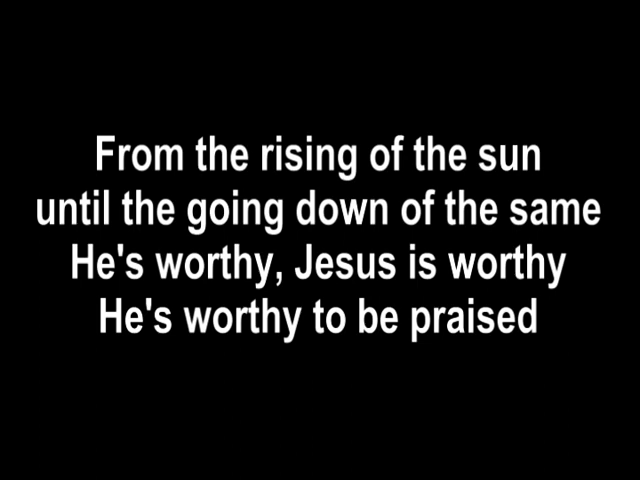 From the rising of the sun
until the going down of the same
He's worthy, Jesus is worthy
He's worthy to be praised